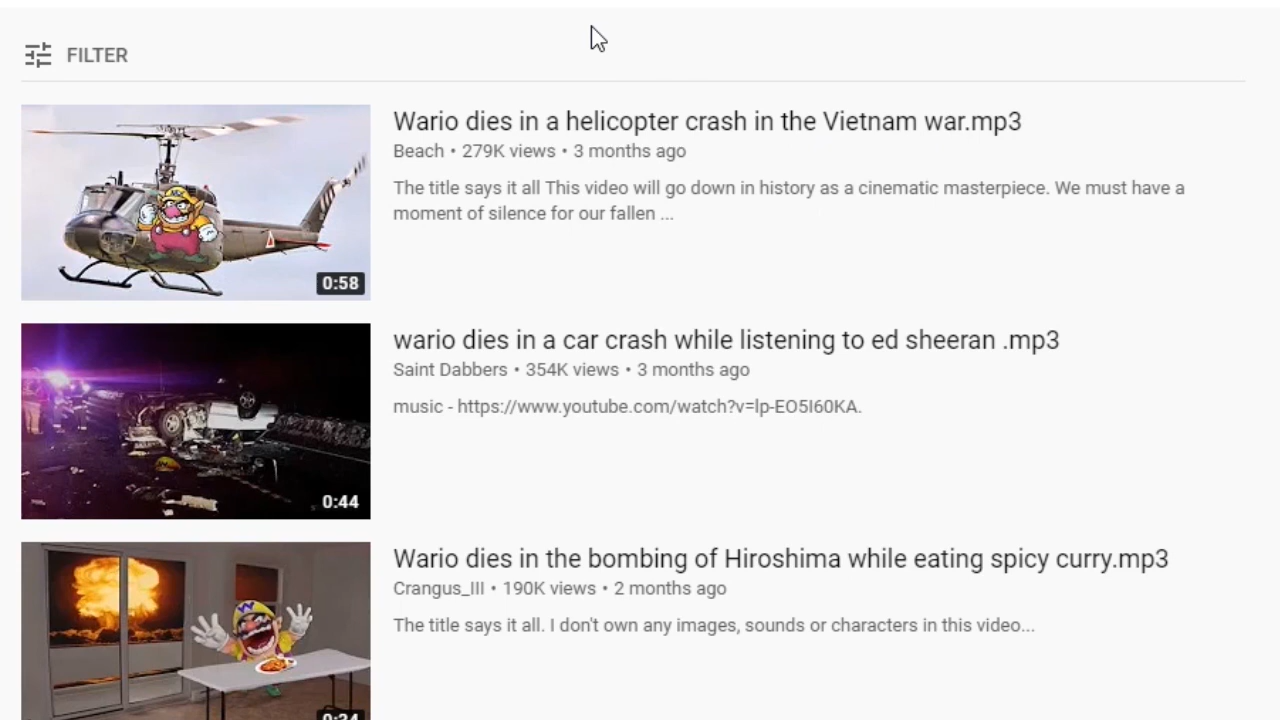 FILTER
Wario dies in a helicopter crash in the Vietnam war.mp3
Beach • 279K views • 3 months ago
The title says it all This video will go down in history as a cinematic masterpiece. We must have a
moment of silence for our fallen ...
0:58
wario dies in a car crash while listening to ed sheeran .mp3
Saint Dabbers • 354K views • 3 months ago
music - https://www.youtube.com/watch?v=lp-EO5I60KA.
0:44
Wario dies in the bombing of Hiroshima while eating spicy curry.mp3
Crangus_III • 190K views • 2 months ago
The title says it all. I don't own any images, sounds or characters in this video...
0:34